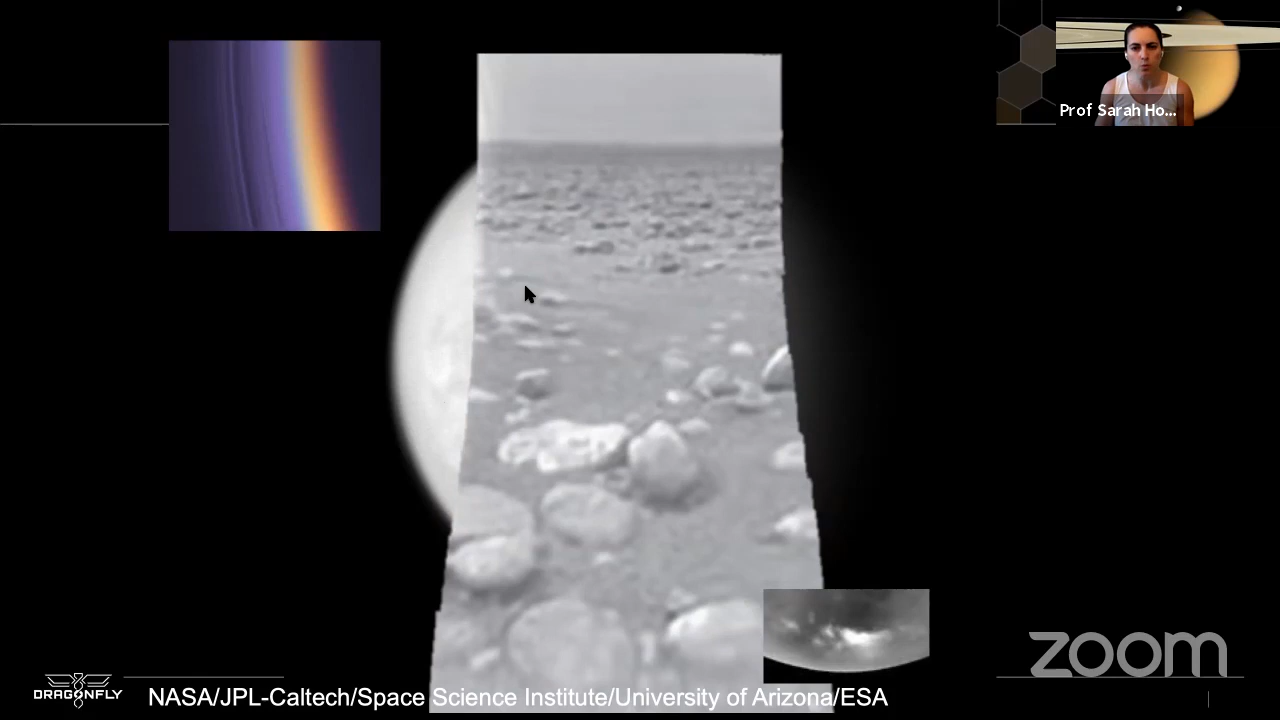 Prof Sarah Ho...
zoom
DRAGONFLY
NASA/JPL-Caltech/Space Science Institute/University of Arizona/ESA